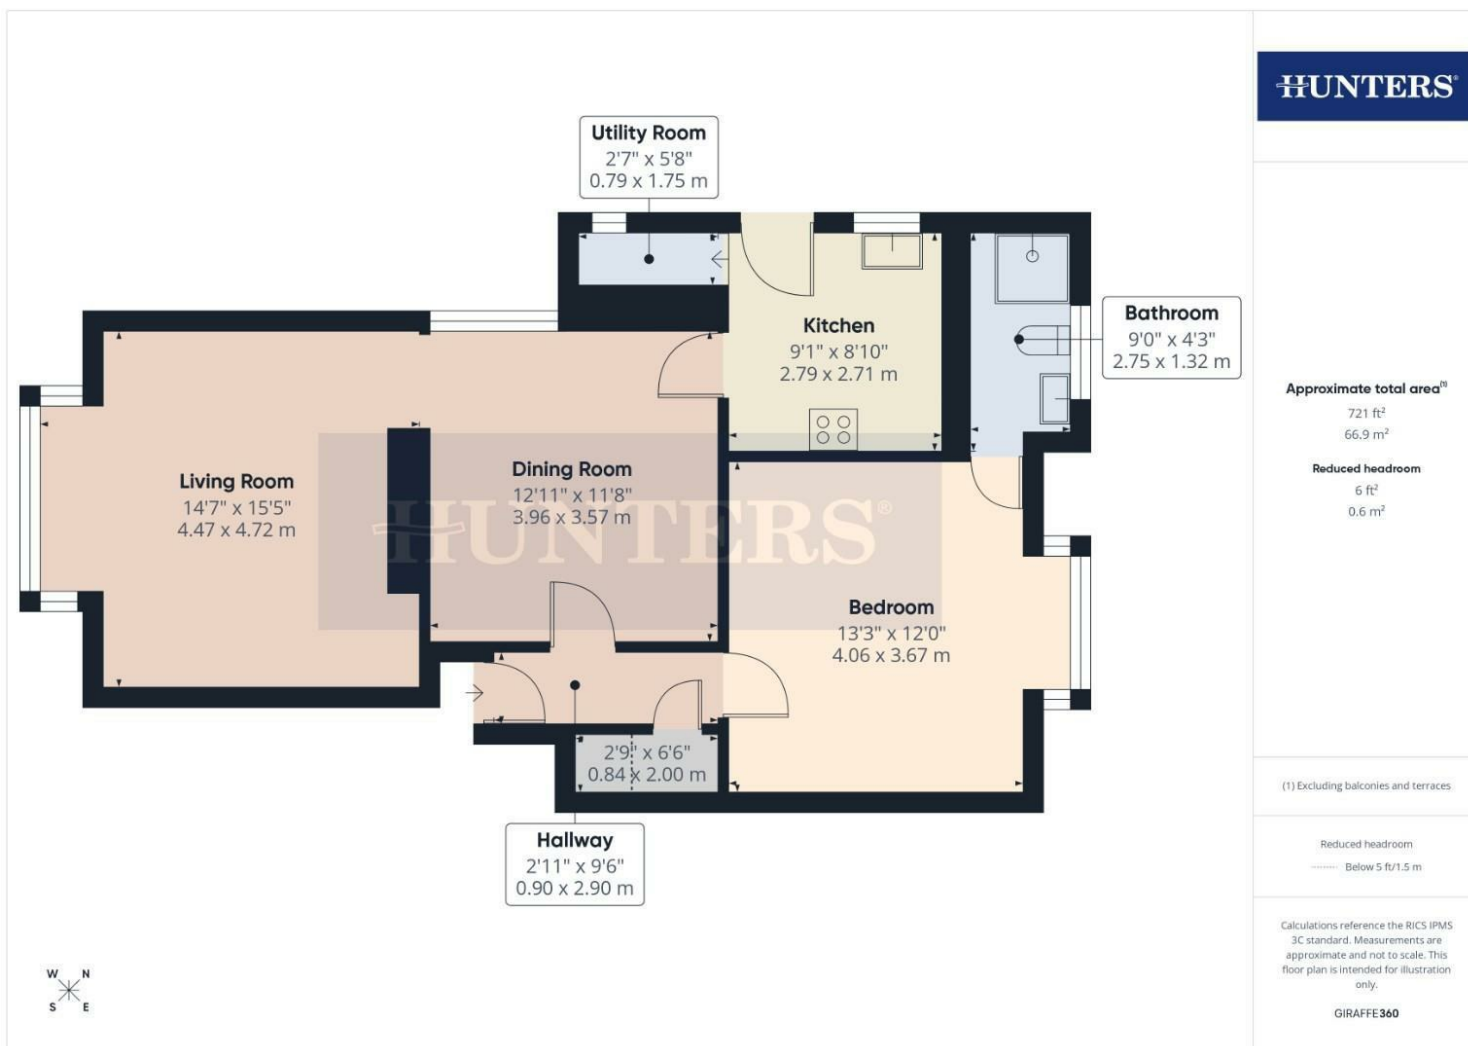 HUNTERS®
Utility Room
2'7" x 5'8"
0.79 x 1.75 m
Kitchen
9'1" x 8'10"
2.79 x 2.71 m
Bathroom
9'0" x 4'3"
2.75 x 1.32 m
Living Room
14'7" x 15'5"
4.47 x 4.72 m
Dining Room
12'11" x 11'8"
3.96 x 3.57 m
HUNTERS®
Bedroom
13'3" x 12'0"
4.06 x 3.67 m
2'9" x 6'6"
0.84 x 2.00 m
Hallway
2'11" x 9'6"
0.90 x 2.90 m
W N
S E
Approximate total area(1)
721 ft²
66.9 m²
Reduced headroom
6 ft²
0.6 m²
(1) Excluding balconies and terraces
Reduced headroom
Below 5 ft/1.5 m
Calculations reference the RICS IPMS
3C standard. Measurements are
approximate and not to scale. This
floor plan is intended for illustration
only.
GIRAFFE360